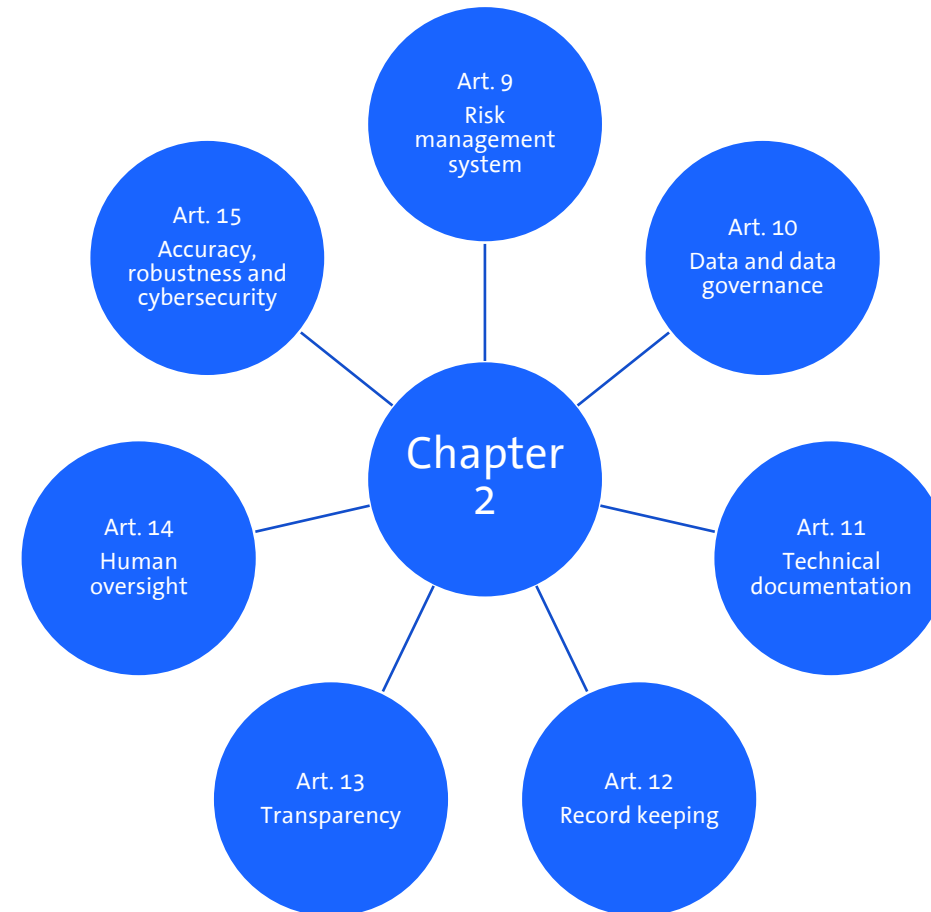 Art. 9
Risk
management
system
Art. 10
Data and data
governance
Art. 11
Technical
documentation
Art. 12
Record keeping
Art. 13
Transparency
Art. 14
Human
oversight
Art. 15
Accuracy,
robustness and
cybersecurity
Chapter
2